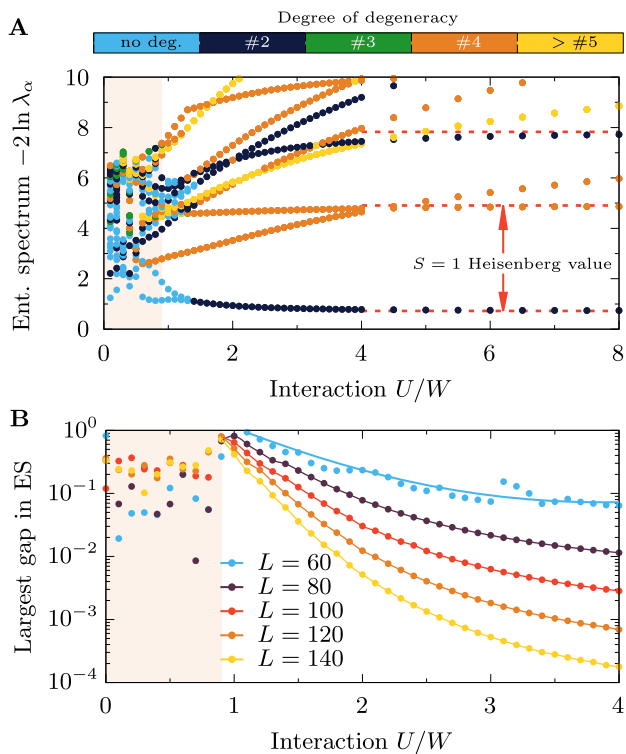 Degree of degeneracy
A
no deg. #2 #3 #4 > #5
10
8
6
4
2
0
Ent. spectrum −2 ln λα
S = 1 Heisenberg value
0 2 4 6 8
Interaction U/W
B
10^0
10^−1
10^−2
10^−3
10^−4
Largest gap in ES
L = 60
L = 80
L = 100
L = 120
L = 140
0 1 2 3 4
Interaction U/W